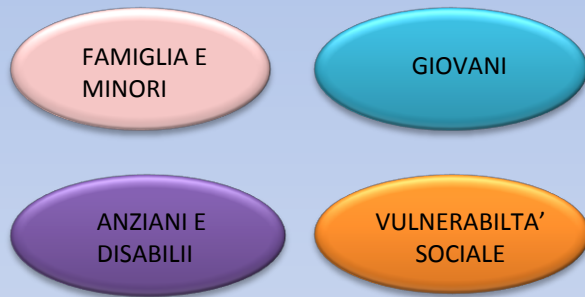 FAMIGLIA E
MINORI
GIOVANI
ANZIANI E
DISABILII
VULNERABILTA’
SOCIALE